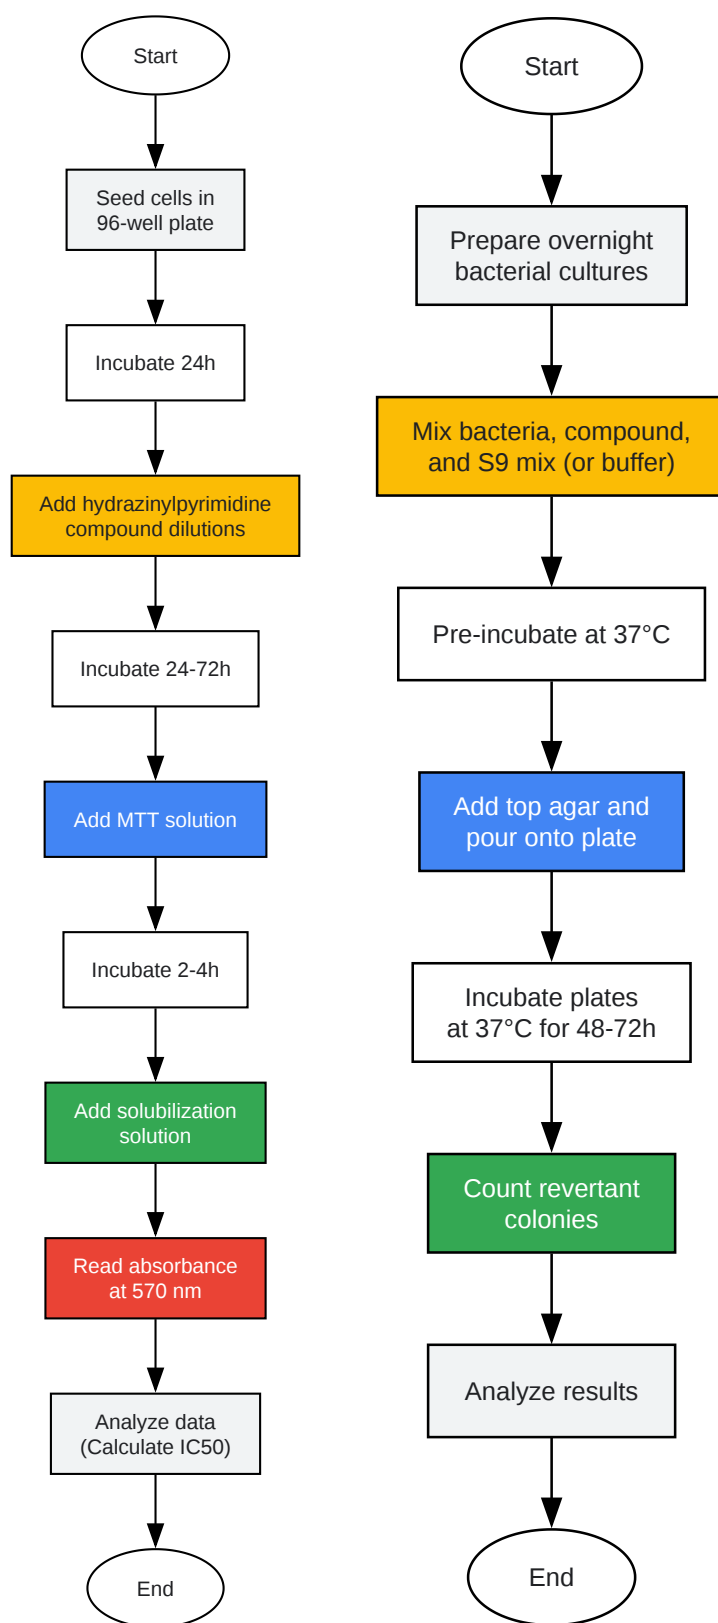 Start
Seed cells in
96-well plate
Incubate 24h
Add hydrazinylpyrimidine
compound dilutions
Incubate 24-72h
Add MTT solution
Incubate 2-4h
Add solubilization
solution
Read absorbance
at 570 nm
Analyze data
(Calculate IC50)
End
Start
Prepare overnight
bacterial cultures
Mix bacteria, compound,
and S9 mix (or buffer)
Pre-incubate at 37°C
Add top agar and
pour onto plate
Incubate plates
at 37°C for 48-72h
Count revertant
colonies
Analyze results
End